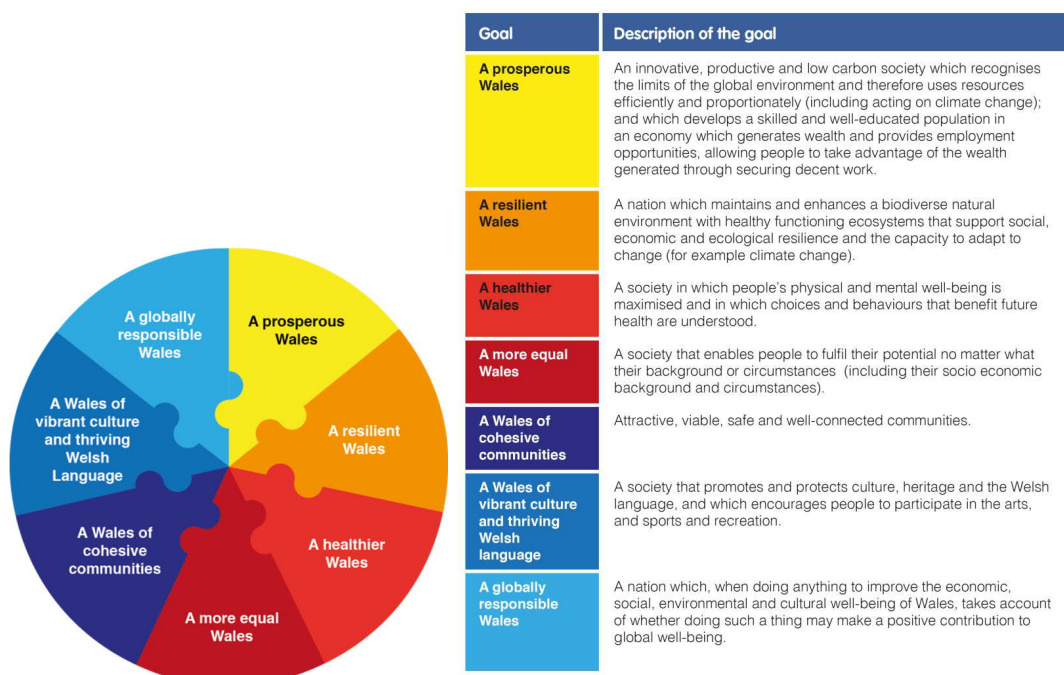 A globally
responsible
Wales
A prosperous
Wales
A Wales of
vibrant culture
and thriving
Welsh
Language
A resilient
Wales
A Wales of
cohesive
communities
A healthier
Wales
A more equal
Wales
Goal
Description of the goal
A prosperous
Wales
An innovative, productive and low carbon society which recognises
the limits of the global environment and therefore uses resources
efficiently and proportionately (including acting on climate change);
and which develops a skilled and well-educated population in
an economy which generates wealth and provides employment
opportunities, allowing people to take advantage of the wealth
generated through securing decent work.
A resilient
Wales
A nation which maintains and enhances a biodiverse natural
environment with healthy functioning ecosystems that support social,
economic and ecological resilience and the capacity to adapt to
change (for example climate change).
A healthier
Wales
A society in which people's physical and mental well-being is
maximised and in which choices and behaviours that benefit future
health are understood.
A more equal
Wales
A society that enables people to fulfil their potential no matter what
their background or circumstances (including their socio economic
background and circumstances).
A Wales of
cohesive
communities
Attractive, viable, safe and well-connected communities.
A Wales of
vibrant culture
and thriving
Welsh
language
A society that promotes and protects culture, heritage and the Welsh
language, and which encourages people to participate in the arts,
and sports and recreation.
A globally
responsible
Wales
A nation which, when doing anything to improve the economic,
social, environmental and cultural well-being of Wales, takes account
of whether doing such a thing may make a positive contribution to
global well-being.